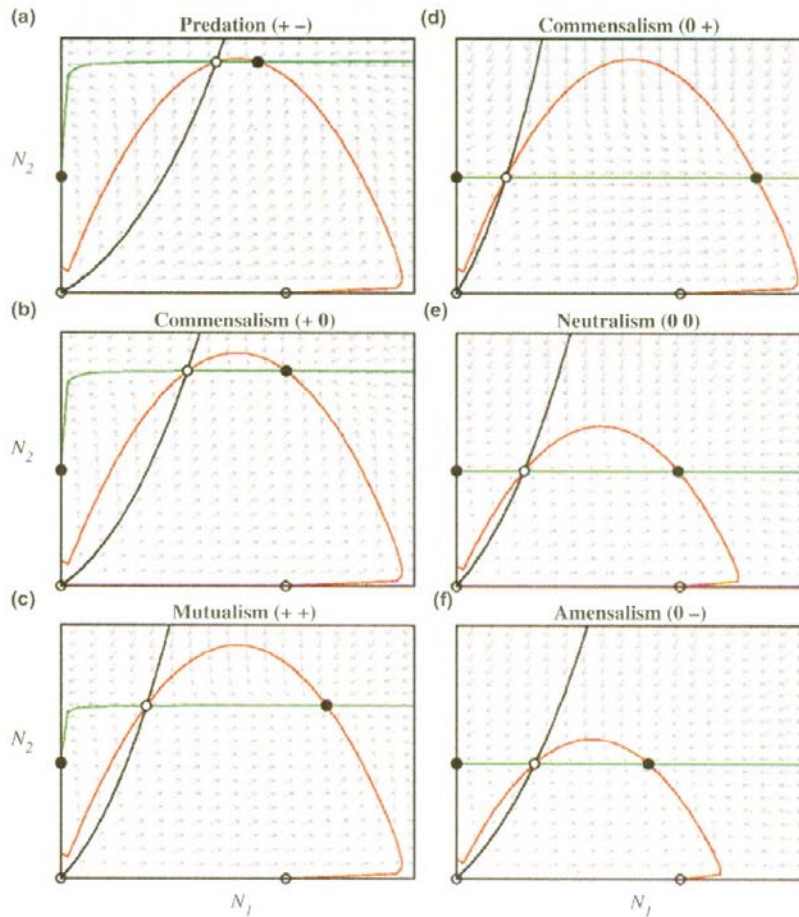 (a)
Predation (+ −)
N2
(b)
Commensalism (+ 0)
N2
(c)
Mutualism (+ +)
N2
N1
(d)
Commensalism (0 +)
(e)
Neutralism (0 0)
(f)
Amensalism (0 −)
N1